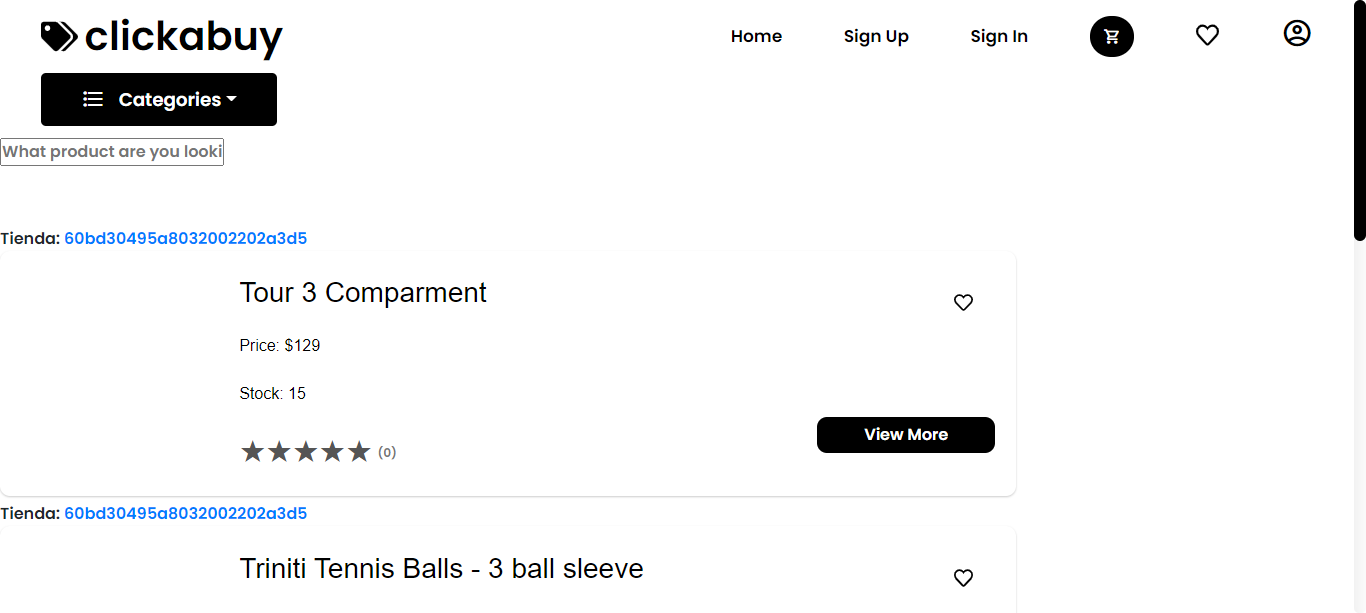 clickabuy
Home
Sign Up
Sign In
Categories
What product are you looki
Tienda: 60bd30495a8032002202a3d5
Tour 3 Comparment
Price: $129
Stock: 15
(0)
View More
Tienda: 60bd30495a8032002202a3d5
Triniti Tennis Balls - 3 ball sleeve